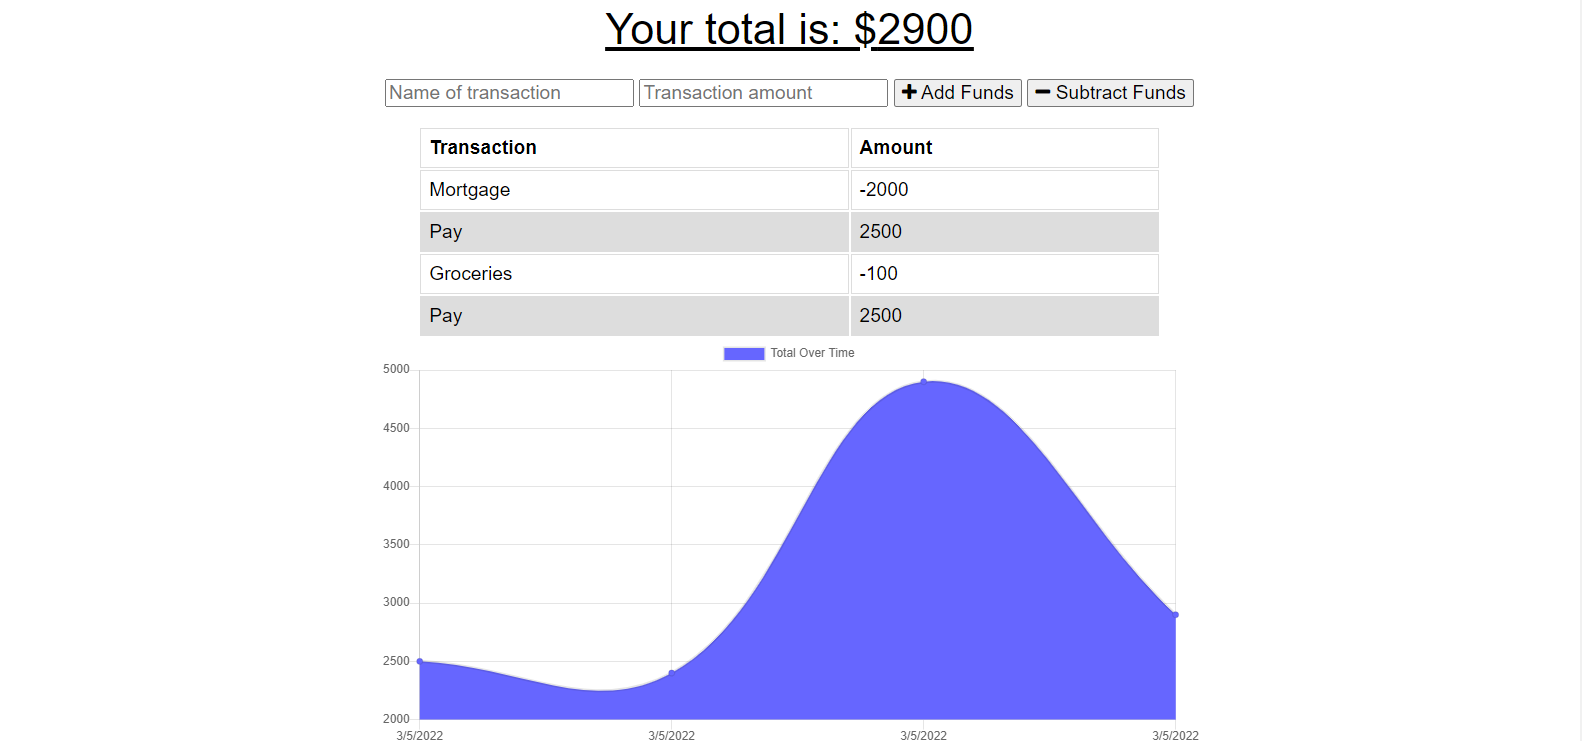 Your total is: $2900
Name of transaction Transaction amount + Add Funds − Subtract Funds
Transaction Amount
Mortgage -2000
Pay 2500
Groceries -100
Pay 2500
Total Over Time
5000
4500
4000
3500
3000
2500
2000
3/5/2022 3/5/2022 3/5/2022 3/5/2022